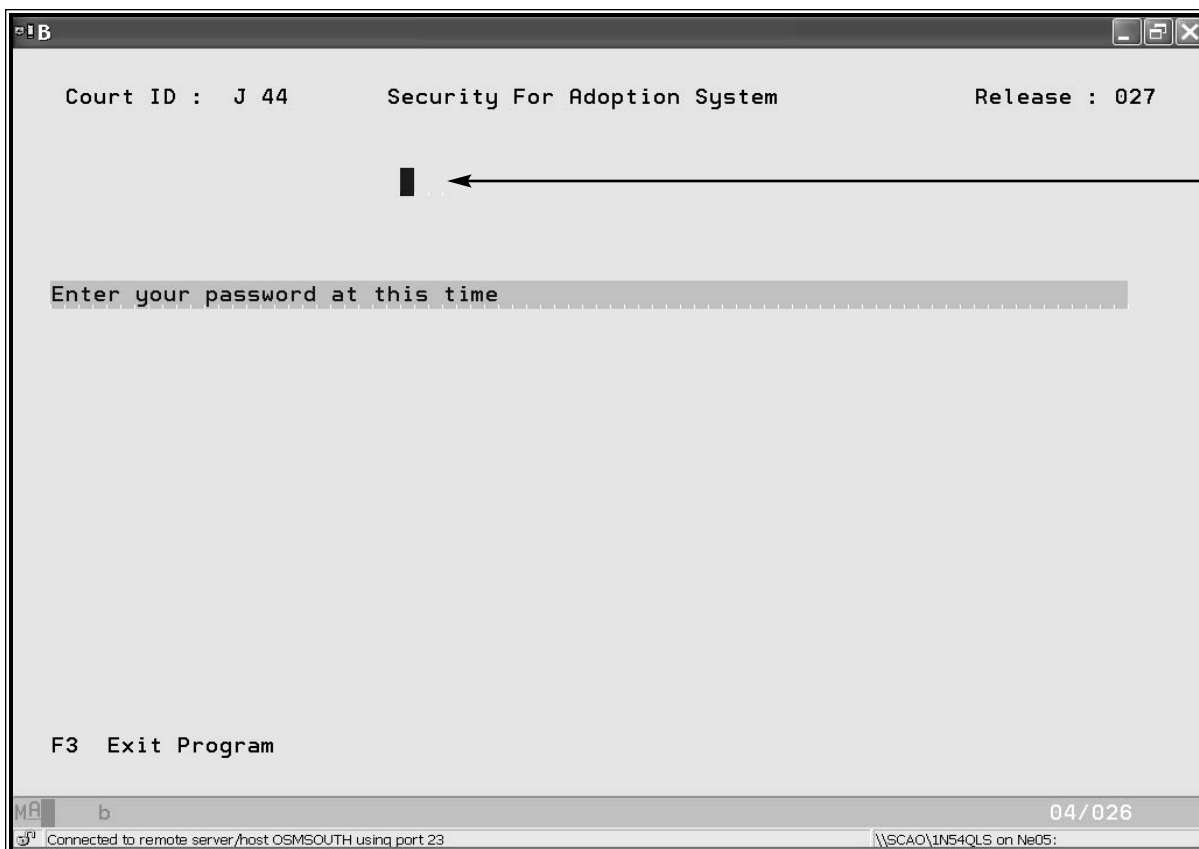 B
Court ID : J 44 Security For Adoption System Release : 027
Enter your password at this time
F3 Exit Program
MA b 04/026
Connected to remote server/host OSMSOUTH using port 23 \\SCAO\1N54QLS on Ne05: